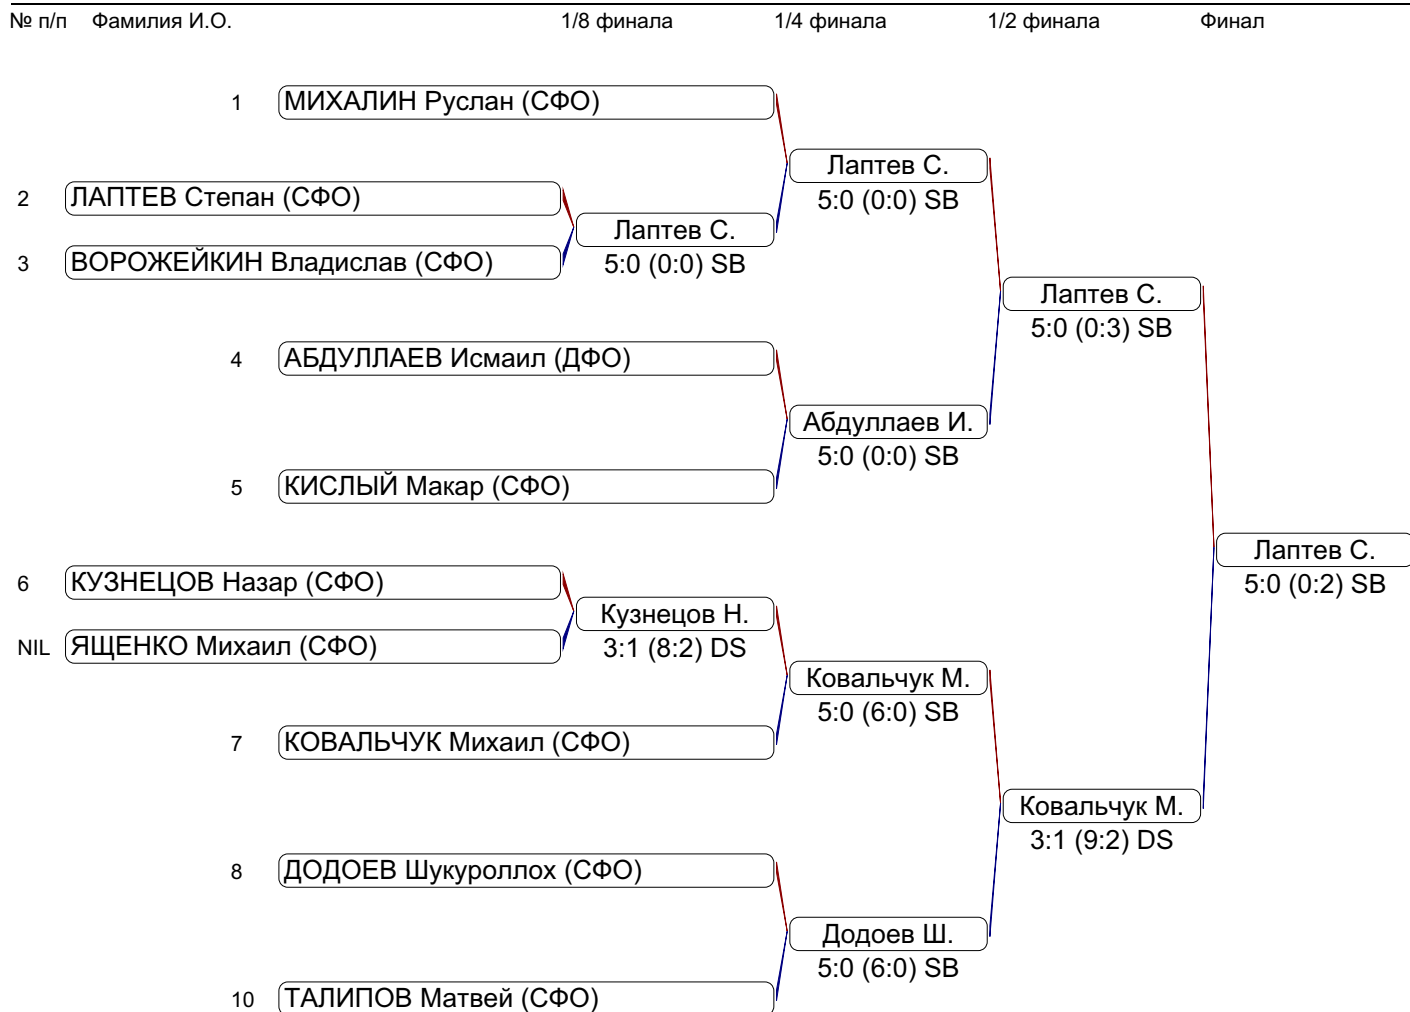 № п/п Фамилия И.О. 1/8 финала 1/4 финала 1/2 финала Финал
1 МИХАЛИН Руслан (СФО)
Лаптев С.
2 ЛАПТЕВ Степан (СФО) 5:0 (0:0) SB
Лаптев С.
3 ВОРОЖЕЙКИН Владислав (СФО) 5:0 (0:0) SB
Лаптев С.
5:0 (0:3) SB
4 АБДУЛЛАЕВ Исмаил (ДФО)
Абдуллаев И.
5:0 (0:0) SB
5 КИСЛЫЙ Макар (СФО)
Лаптев С.
6 КУЗНЕЦОВ Назар (СФО) 5:0 (0:2) SB
Кузнецов Н.
NIL ЯЩЕНКО Михаил (СФО) 3:1 (8:2) DS
Ковальчук М.
5:0 (6:0) SB
7 КОВАЛЬЧУК Михаил (СФО)
Ковальчук М.
3:1 (9:2) DS
8 ДОДОЕВ Шукуроллох (СФО)
Додоев Ш.
5:0 (6:0) SB
10 ТАЛИПОВ Матвей (СФО)